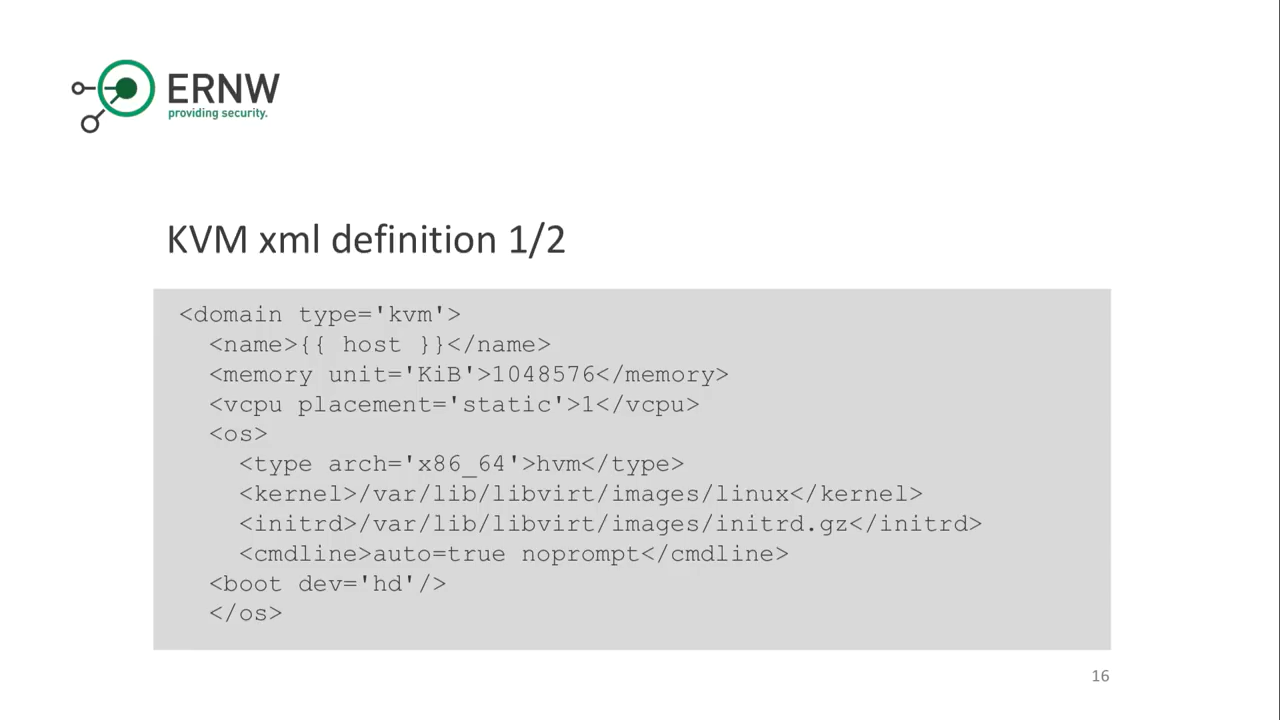 ERNW
providing security.
KVM xml definition 1/2
<domain type='kvm'>
  <name>{{ host }}</name>
  <memory unit='KiB'>1048576</memory>
  <vcpu placement='static'>1</vcpu>
  <os>
    <type arch='x86_64'>hvm</type>
    <kernel>/var/lib/libvirt/images/linux</kernel>
    <initrd>/var/lib/libvirt/images/initrd.gz</initrd>
    <cmdline>auto=true noprompt</cmdline>
  <boot dev='hd'/>
  </os>
16